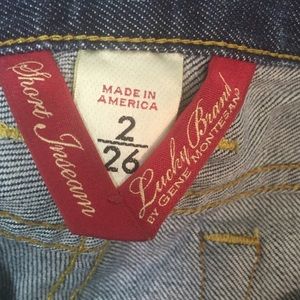 Short Inseam
MADE IN
AMERICA
2
26
Lucky Brand
BY GENE MONTESANO